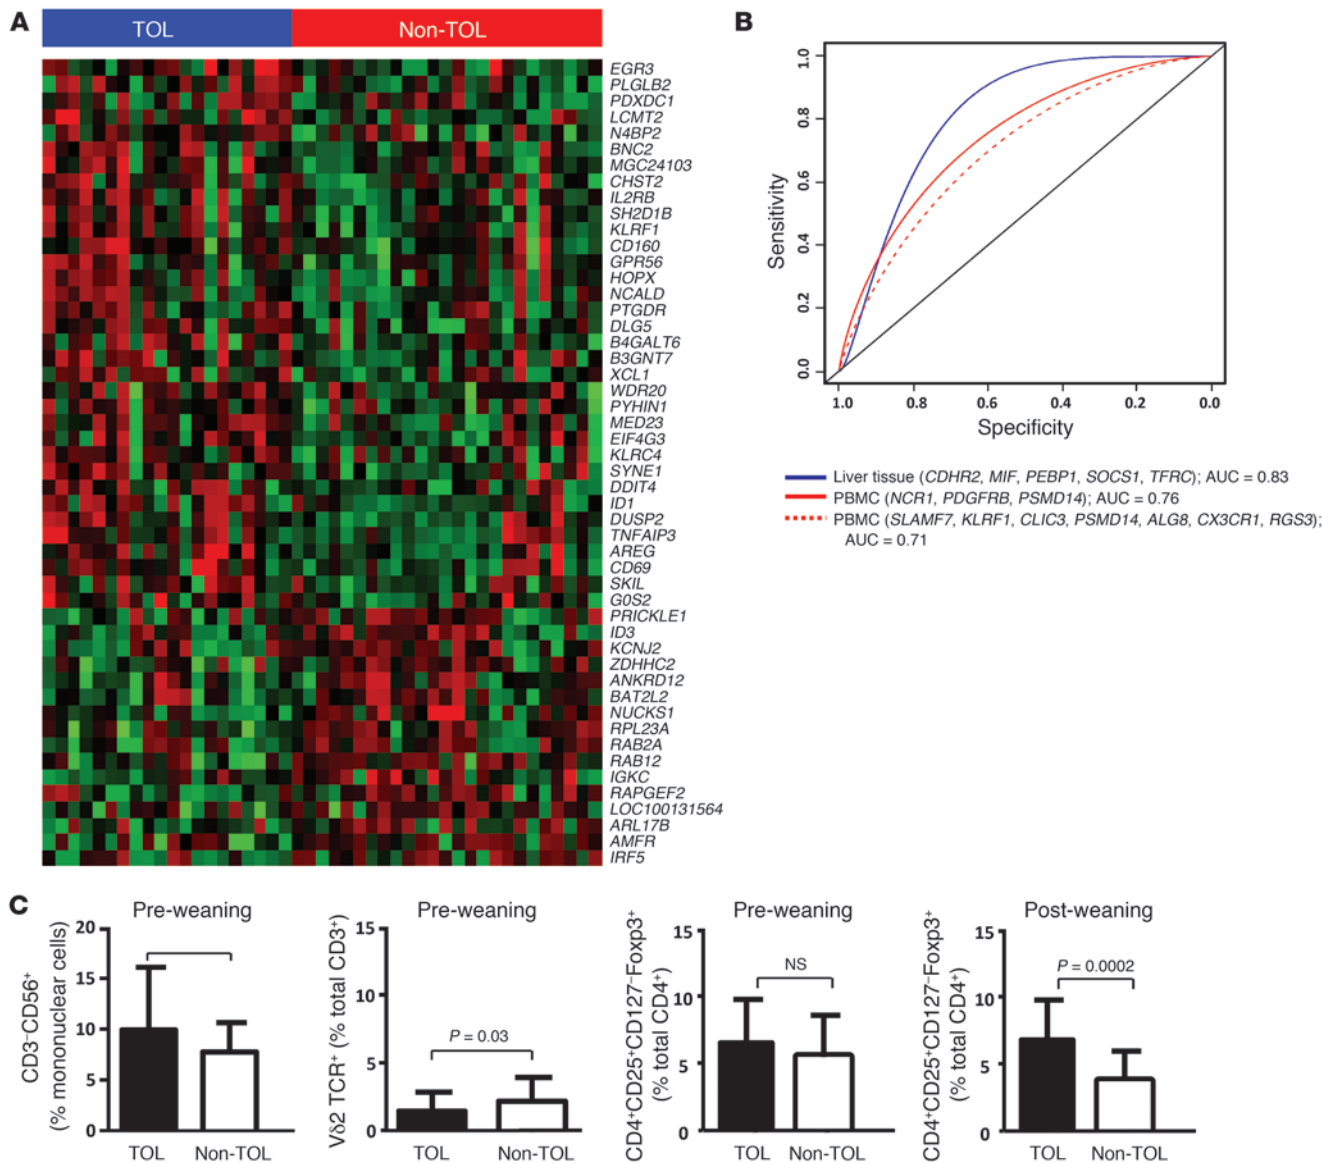 A
TOL
Non-TOL
EGR3
PLGLB2
PDXDC1
LCMT2
N4BP2
BNC2
MGC24103
CHST2
IL2RB
SH2D1B
KLRF1
CD160
GPR56
HOPX
NCALD
PTGDR
DLG5
B4GALT6
B3GNT7
XCL1
WDR20
PYHIN1
MED23
EIF4G3
KLRC4
SYNE1
DDIT4
ID1
DUSP2
TNFAIP3
AREG
CD69
SKIL
G0S2
PRICKLE1
ID3
KCNJ2
ZDHHC2
ANKRD12
BAT2L2
NUCKS1
RPL23A
RAB2A
RAB12
IGKC
RAPGEF2
LOC100131564
ARL17B
AMFR
IRF5
B
Sensitivity
1.0
0.8
0.6
0.4
0.2
0.0
1.0 0.8 0.6 0.4 0.2 0.0
Specificity
Liver tissue (CDHR2, MIF, PEBP1, SOCS1, TFRC); AUC = 0.83
PBMC (NCR1, PDGFRB, PSMD14); AUC = 0.76
PBMC (SLAMF7, KLRF1, CLIC3, PSMD14, ALG8, CX3CR1, RGS3);
AUC = 0.71
C
Pre-weaning
CD3⁻CD56⁺
(% mononuclear cells)
20
15
10
5
0
TOL Non-TOL
Pre-weaning
Vδ2 TCR⁺ (% total CD3⁺)
15
10
5
0
P = 0.03
TOL Non-TOL
Pre-weaning
CD4⁺CD25⁺CD127⁻Foxp3⁺
(% total CD4⁺)
15
10
5
0
NS
TOL Non-TOL
Post-weaning
CD4⁺CD25⁺CD127⁻Foxp3⁺
(% total CD4⁺)
15
10
5
0
P = 0.0002
TOL Non-TOL